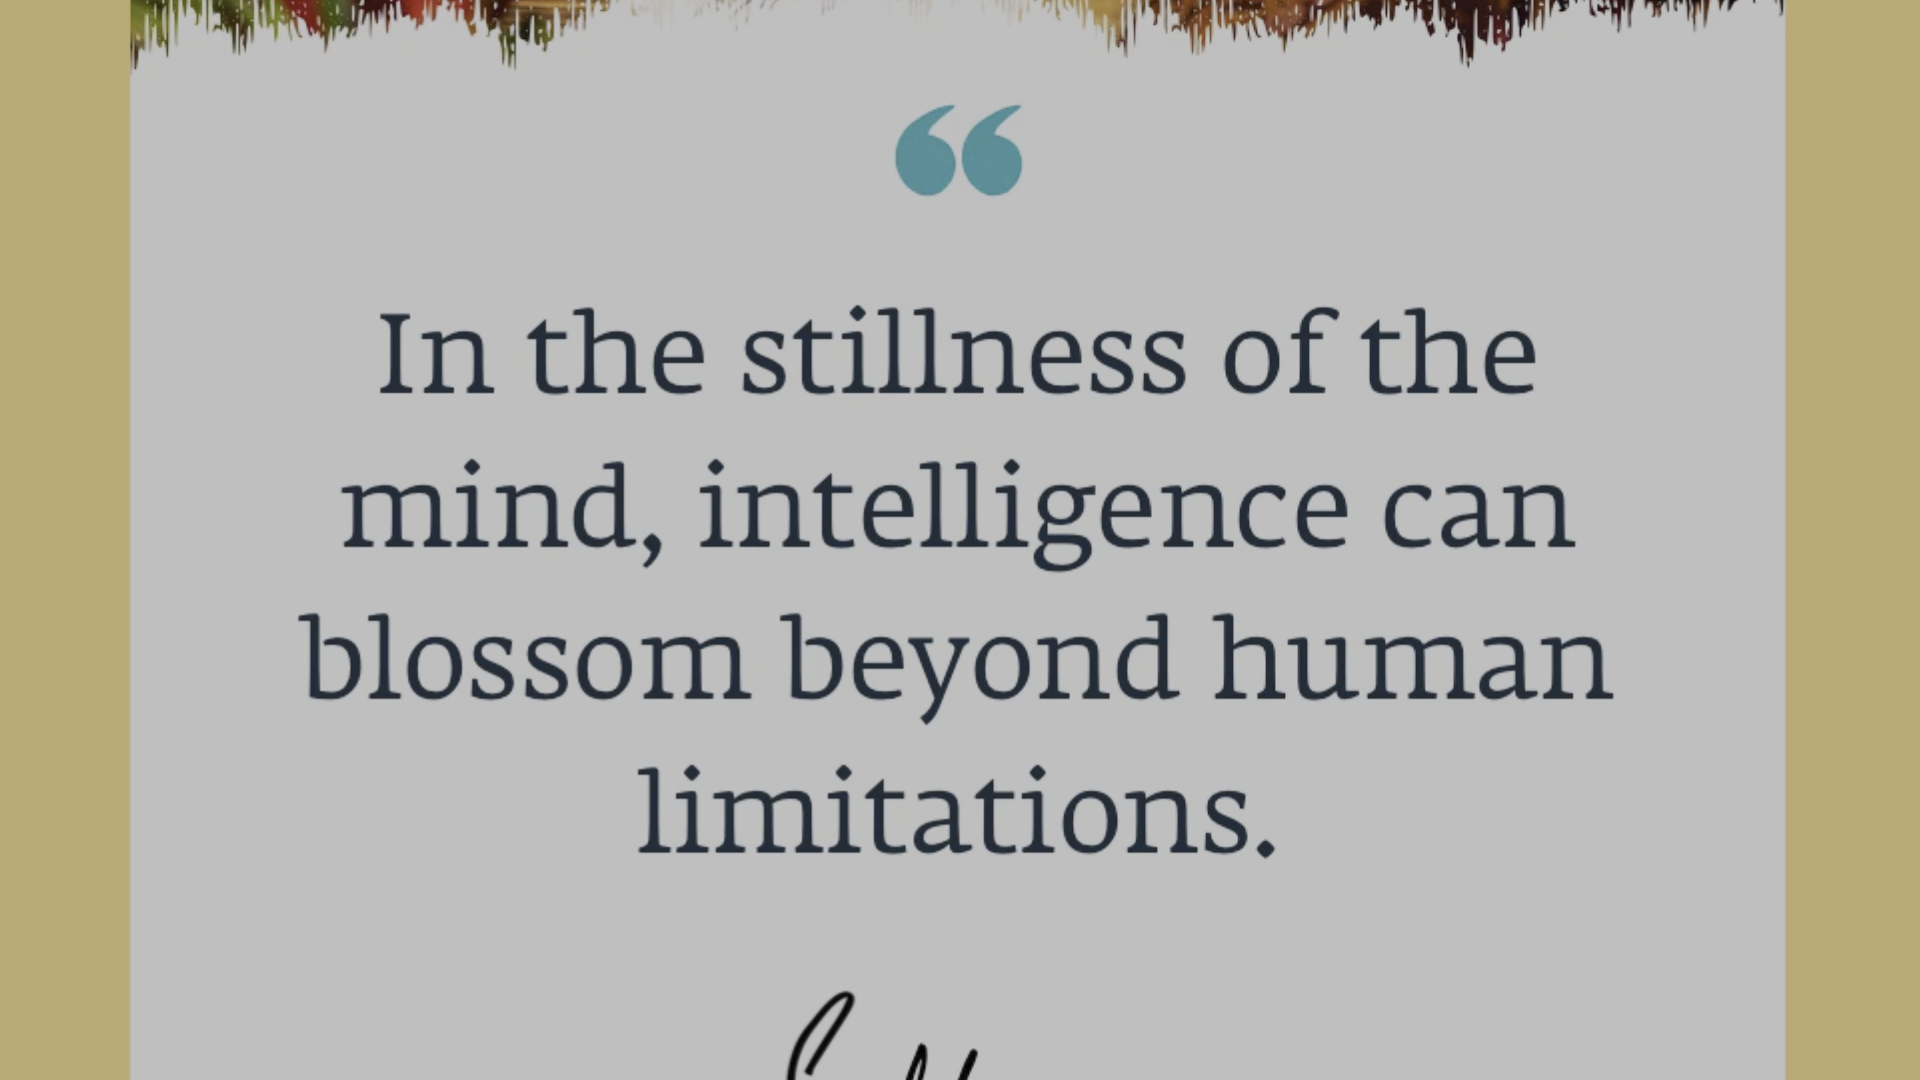 “
In the stillness of the
mind, intelligence can
blossom beyond human
limitations.